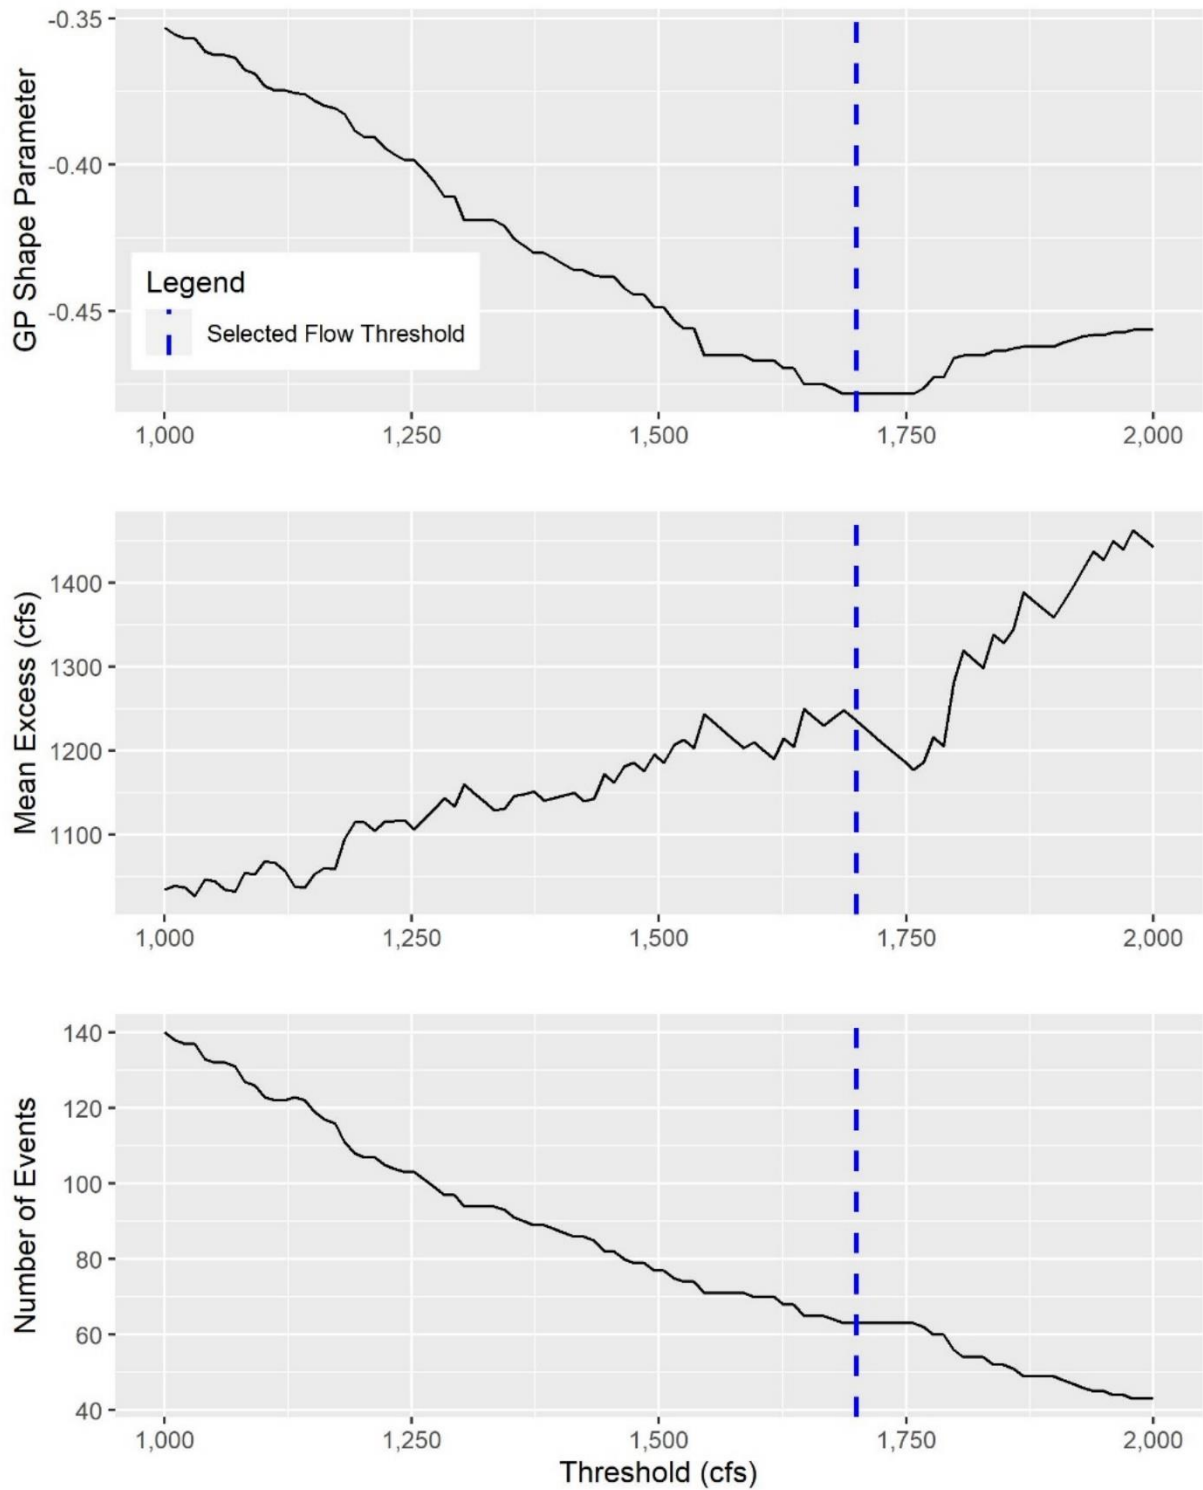 GP Shape Parameter
-0.35
-0.40
-0.45
Legend
Selected Flow Threshold
1,000 1,250 1,500 1,750 2,000
Mean Excess (cfs)
1400
1300
1200
1100
1,000 1,250 1,500 1,750 2,000
Number of Events
140
120
100
80
60
40
1,000 1,250 1,500 1,750 2,000
Threshold (cfs)